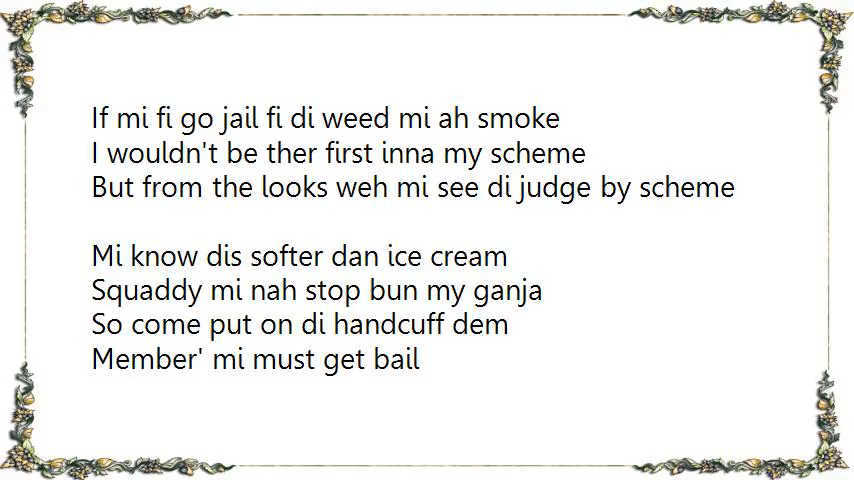 If mi fi go jail fi di weed mi ah smoke
I wouldn't be ther first inna my scheme
But from the looks weh mi see di judge by scheme
Mi know dis softer dan ice cream
Squaddy mi nah stop bun my ganja
So come put on di handcuff dem
Member' mi must get bail